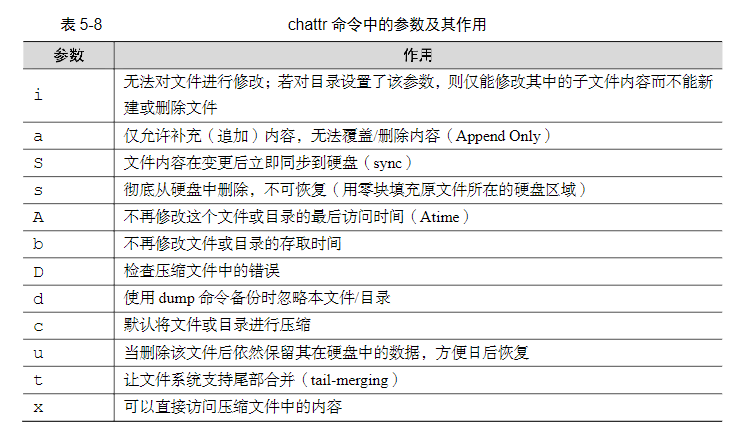 表 5-8 chattr 命令中的参数及其作用
参数 作用
i 无法对文件进行修改；若对目录设置了该参数，则仅能修改其中的子文件内容而不能新
建或删除文件
a 仅允许补充（追加）内容，无法覆盖/删除内容（Append Only）
S 文件内容在变更后立即同步到硬盘（sync）
s 彻底从硬盘中删除，不可恢复（用零块填充原文件所在的硬盘区域）
A 不再修改这个文件或目录的最后访问时间（Atime）
b 不再修改文件或目录的存取时间
D 检查压缩文件中的错误
d 使用 dump 命令备份时忽略本文件/目录
c 默认将文件或目录进行压缩
u 当删除该文件后依然保留其在硬盘中的数据，方便日后恢复
t 让文件系统支持尾部合并（tail-merging）
x 可以直接访问压缩文件中的内容